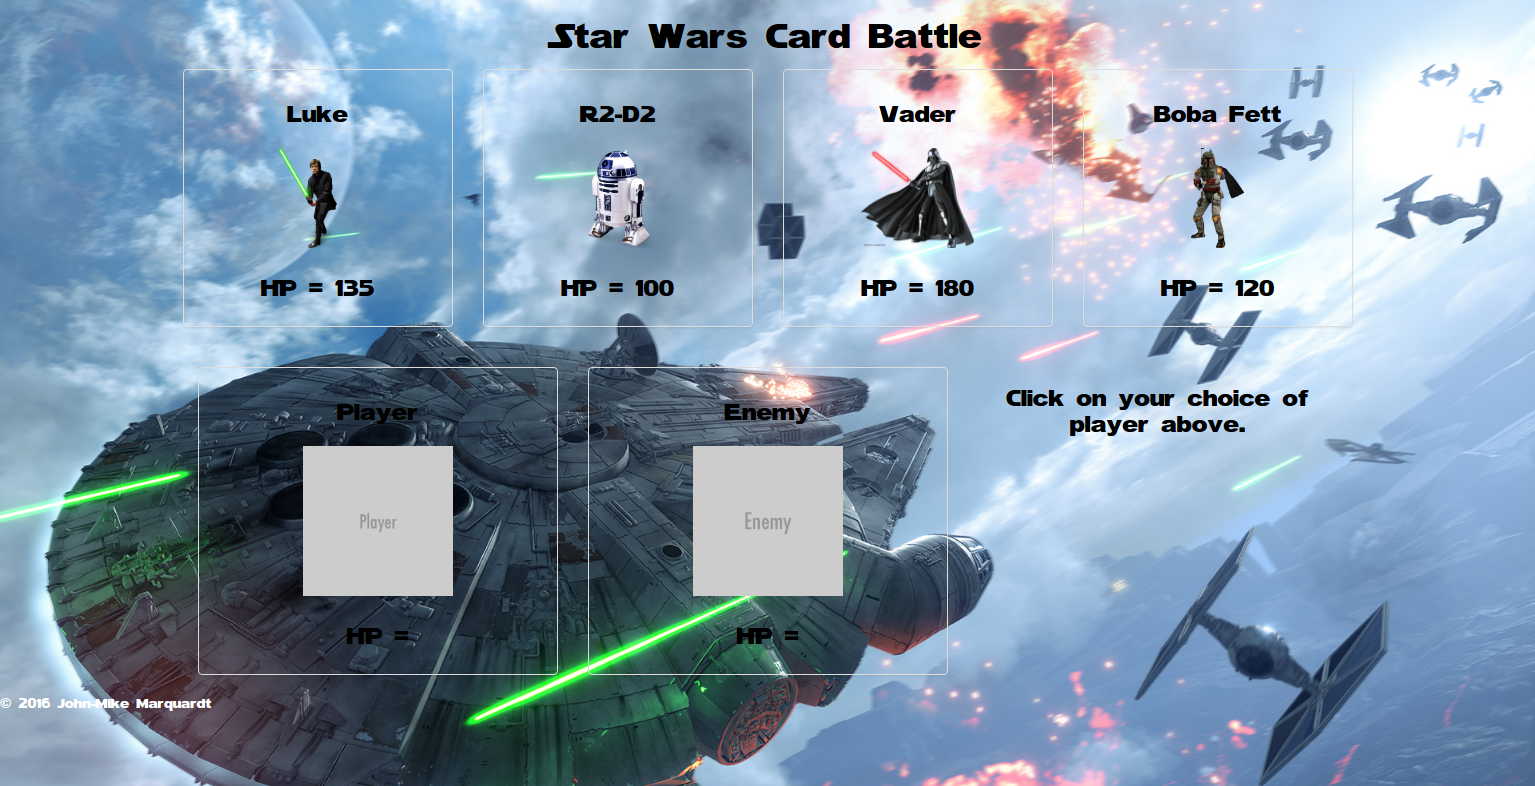 Star Wars Card Battle
Luke
R2-D2
Vader
Boba Fett
HP = 135
HP = 100
HP = 180
HP = 120
Player
Enemy
Click on your choice of
player above.
Player
Enemy
HP =
HP =
© 2016 John-Mike Marquardt